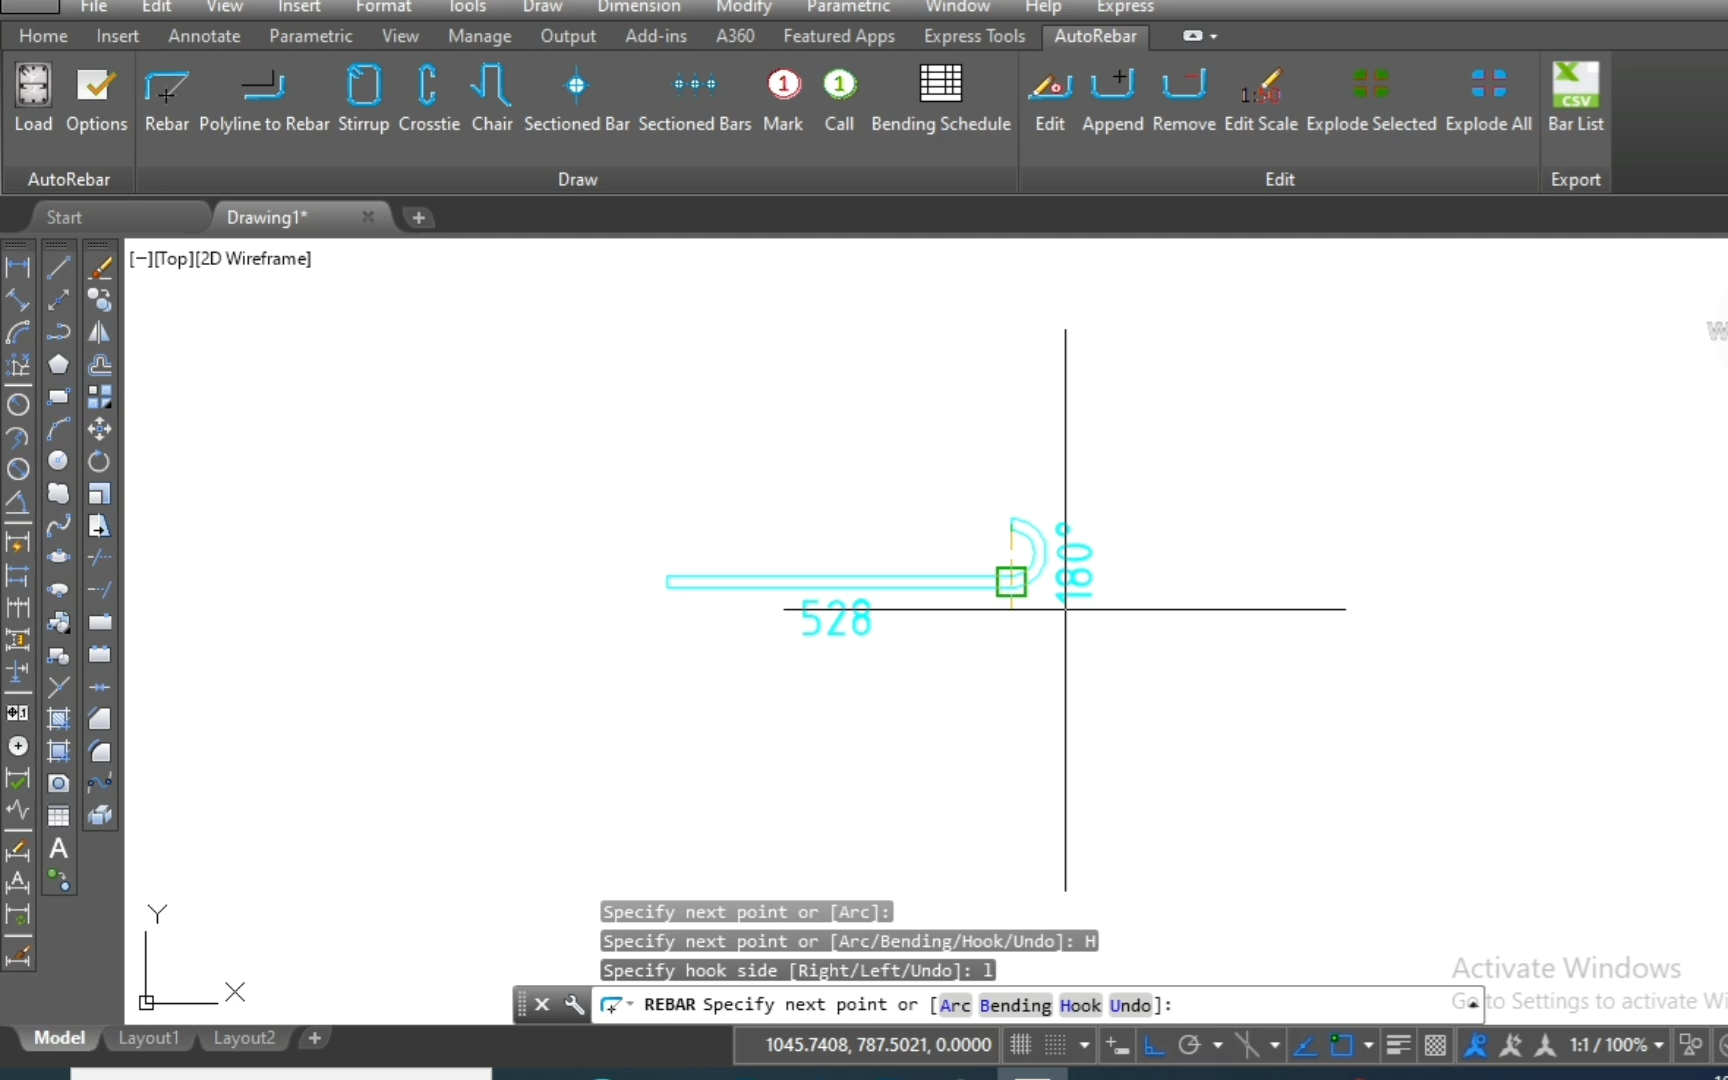 File Edit View Insert Format Tools Draw Dimension Modify Parametric Window Help Express
Home Insert Annotate Parametric View Manage Output Add-ins A360 Featured Apps Express Tools AutoRebar
1 1 1:50 X CSV
Load Options Rebar Polyline to Rebar Stirrup Crosstie Chair Sectioned Bar Sectioned Bars Mark Call Bending Schedule Edit Append Remove Edit Scale Explode Selected Explode All Bar List
AutoRebar Draw Edit Export
Start Drawing1*
[−][Top][2D Wireframe]
W
180°
528
A
A
Y
X
Specify next point or [Arc]:
Specify next point or [Arc/Bending/Hook/Undo]: H
Specify hook side [Right/Left/Undo]: l
REBAR Specify next point or [Arc Bending Hook Undo]:
Activate Windows
Go to Settings to activate Wi
Model Layout1 Layout2
1045.7408, 787.5021, 0.0000 1:1 / 100%